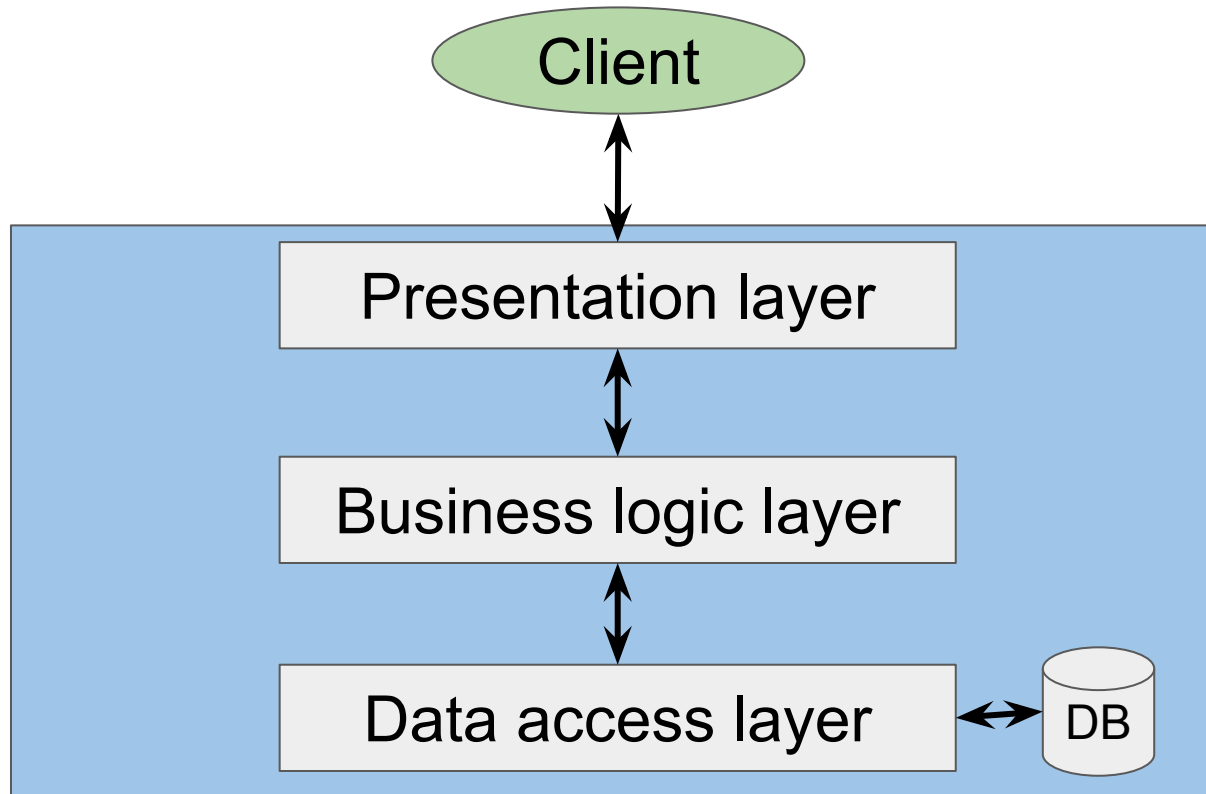 Client
Presentation layer
Business logic layer
Data access layer
DB